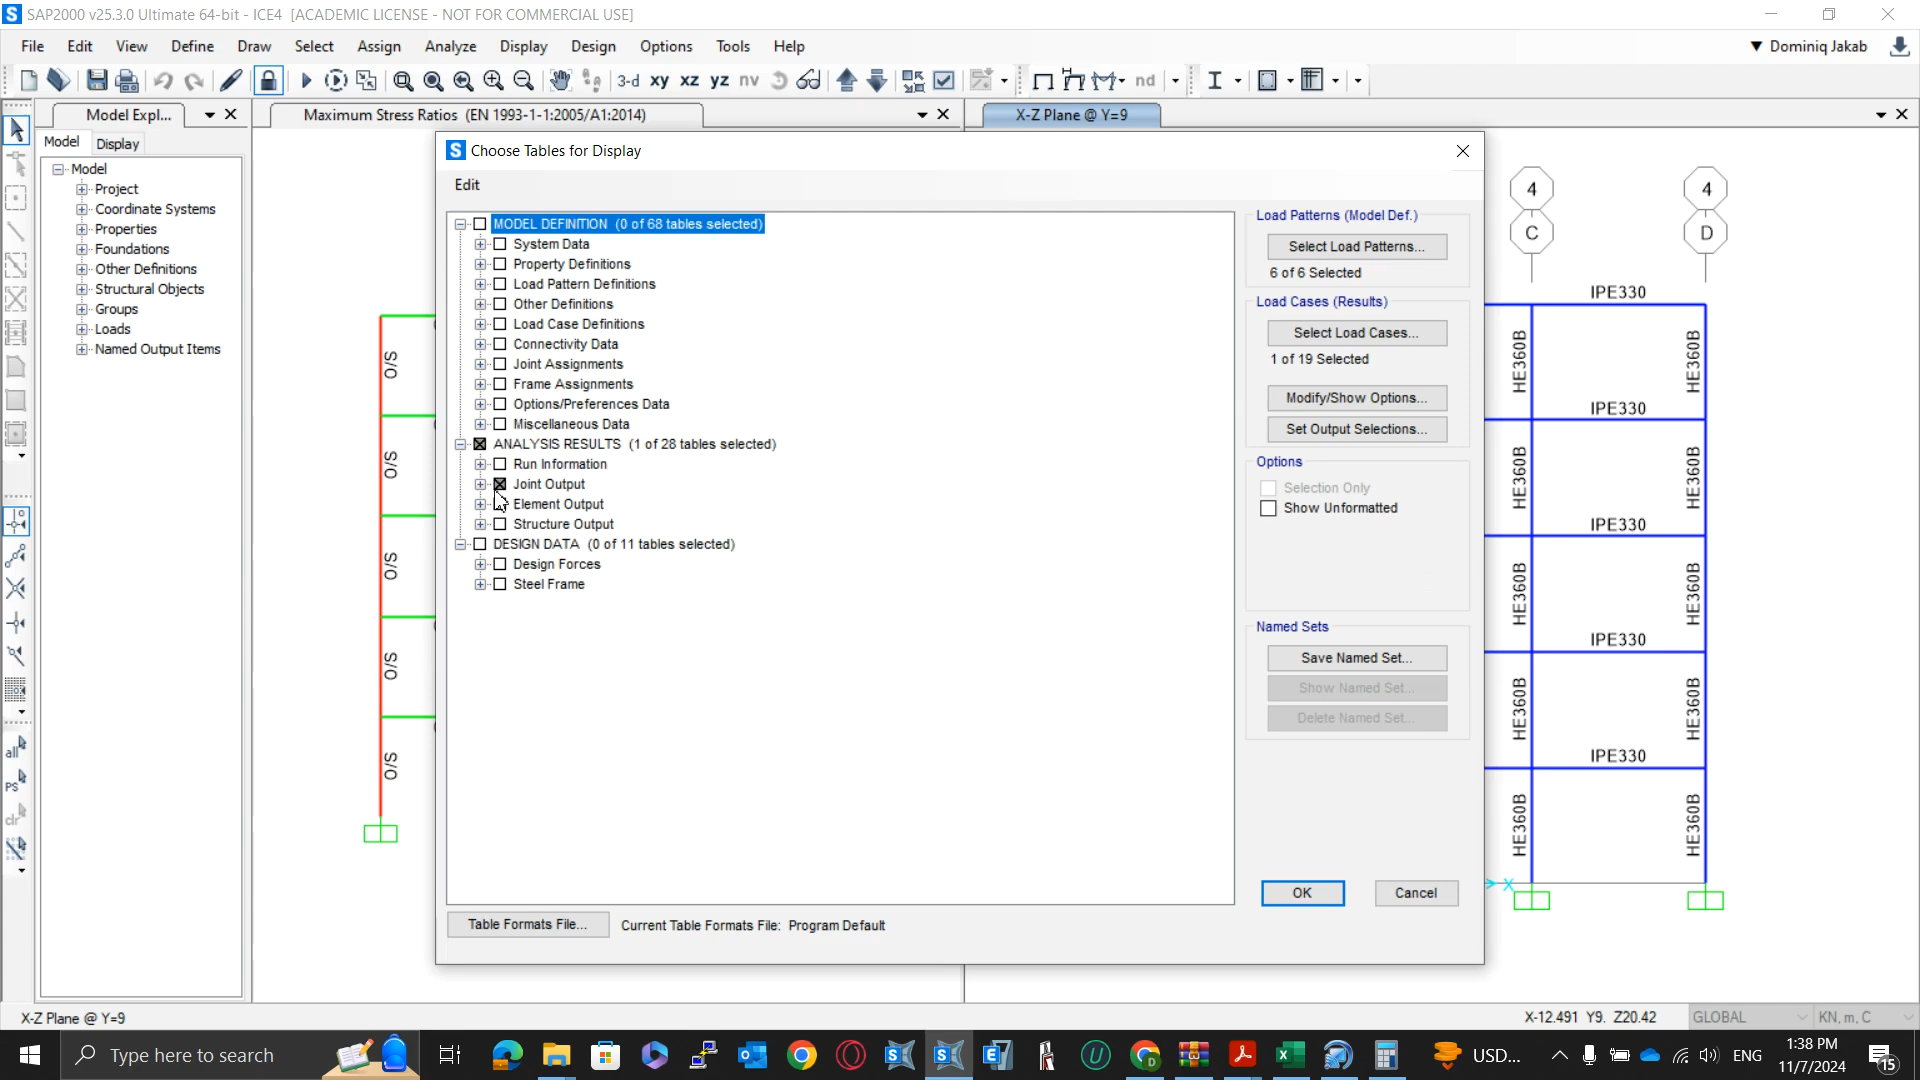 SAP2000 v25.3.0 Ultimate 64-bit - ICE4 [ACADEMIC LICENSE - NOT FOR COMMERCIAL USE]
File Edit View Define Draw Select Assign Analyze Display Design Options Tools Help
Dominiq Jakab
3-d xy xz yz nv nd
Model Expl...
Maximum Stress Ratios (EN 1993-1-1:2005/A1:2014)
X-Z Plane @ Y=9
Model Display
Model
Project
Coordinate Systems
Properties
Foundations
Other Definitions
Structural Objects
Groups
Loads
Named Output Items
all
PS
clr
O/S
O/S
O/S
O/S
O/S
Choose Tables for Display
Edit
MODEL DEFINITION (0 of 68 tables selected)
System Data
Property Definitions
Load Pattern Definitions
Other Definitions
Load Case Definitions
Connectivity Data
Joint Assignments
Frame Assignments
Options/Preferences Data
Miscellaneous Data
ANALYSIS RESULTS (1 of 28 tables selected)
Run Information
Joint Output
Element Output
Structure Output
DESIGN DATA (0 of 11 tables selected)
Design Forces
Steel Frame
Load Patterns (Model Def.)
Select Load Patterns...
6 of 6 Selected
Load Cases (Results)
Select Load Cases...
1 of 19 Selected
Modify/Show Options...
Set Output Selections...
Options
Selection Only
Show Unformatted
Named Sets
Save Named Set...
Show Named Set...
Delete Named Set...
OK Cancel
Table Formats File... Current Table Formats File: Program Default
4 4
C D
IPE330
HE360B HE360B
IPE330
HE360B HE360B
IPE330
HE360B HE360B
IPE330
HE360B HE360B
IPE330
HE360B HE360B
X
X-Z Plane @ Y=9
X-12.491 Y9. Z20.42
GLOBAL
KN, m, C
Type here to search
USD...
ENG
1:38 PM
11/7/2024
15